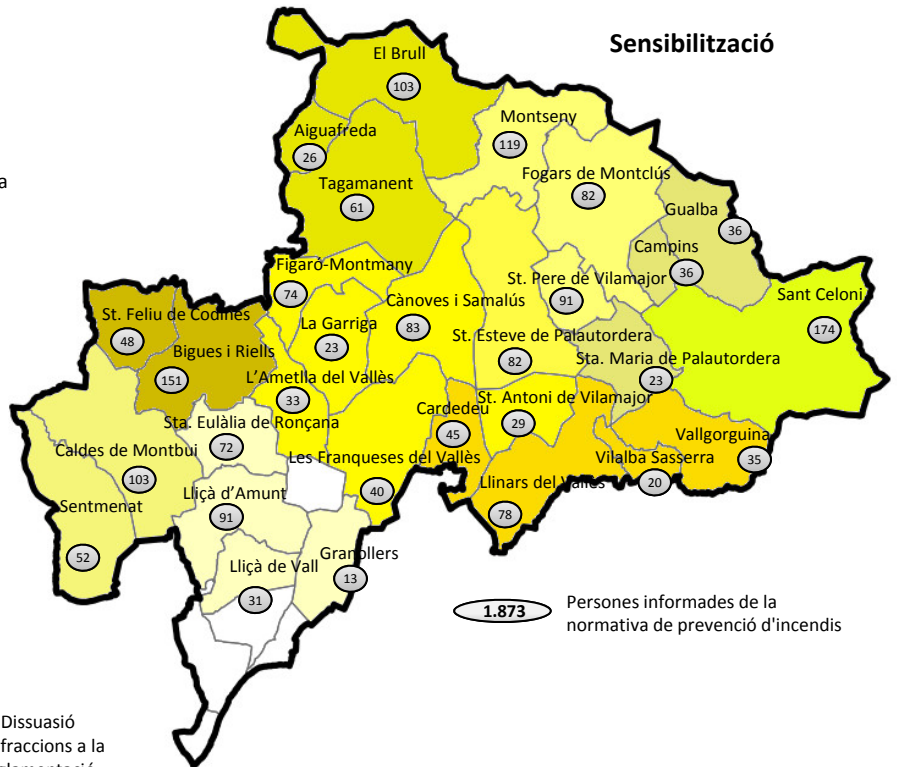 Sensibilització
El Brull
103
Montseny
119
Aiguafreda
26
a
Fogars de Montclús
82
Tagamanent
61
Gualba
36
Campins
36
Figaró-Montmany
74
St. Pere de Vilamajor
91
Sant Celoni
174
Cànoves i Samalús
83
St. Feliu de Codines
48
La Garriga
23
St. Esteve de Palautordera
82
Bigues i Riells
151
Sta. Maria de Palautordera
23
L'Ametlla del Vallès
33
St. Antoni de Vilamajor
29
Cardedeu
45
Sta. Eulàlia de Ronçana
72
Vallgorguina
35
Caldes de Montbui
103
Les Franqueses del Vallès
40
Vilalba Sasserra
20
Llinars del Vallès
78
Lliçà d'Amunt
91
Sentmenat
52
Granollers
13
Lliçà de Vall
31
1.873
Persones informades de la
normativa de prevenció d'incendis
Dissuasió
fraccions a la